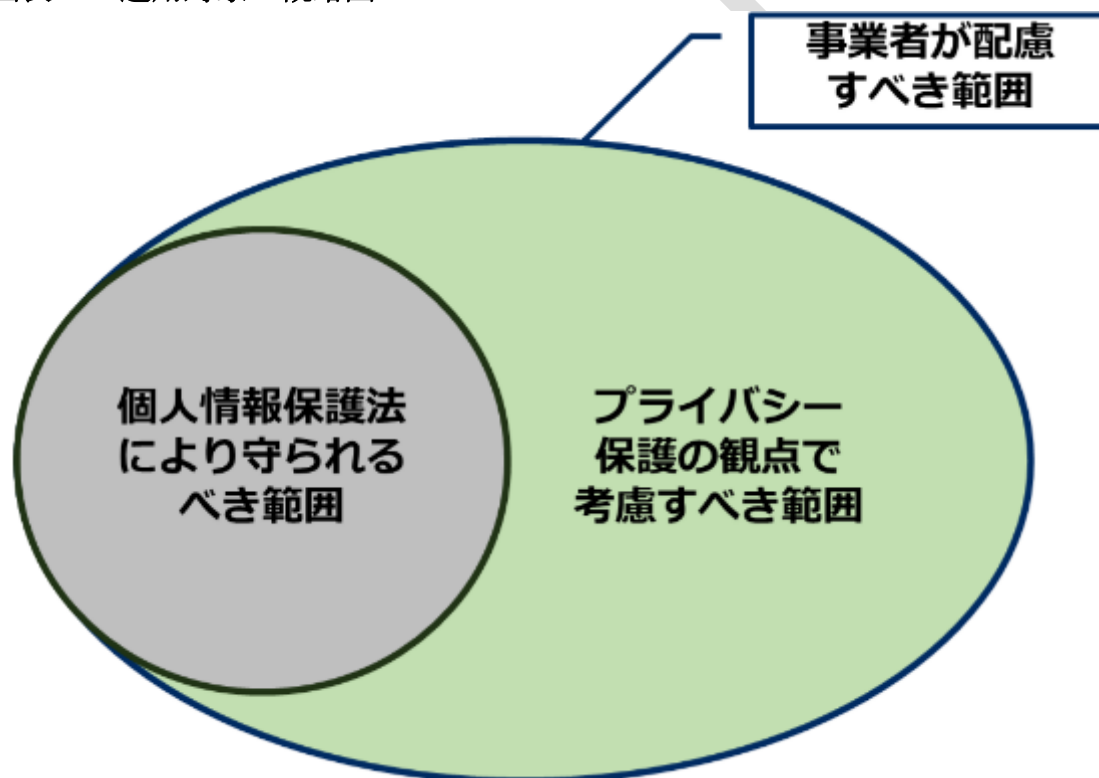 事業者が配慮
すべき範囲
個人情報保護法
により守られる
べき範囲
プライバシー
保護の観点で
考慮すべき範囲